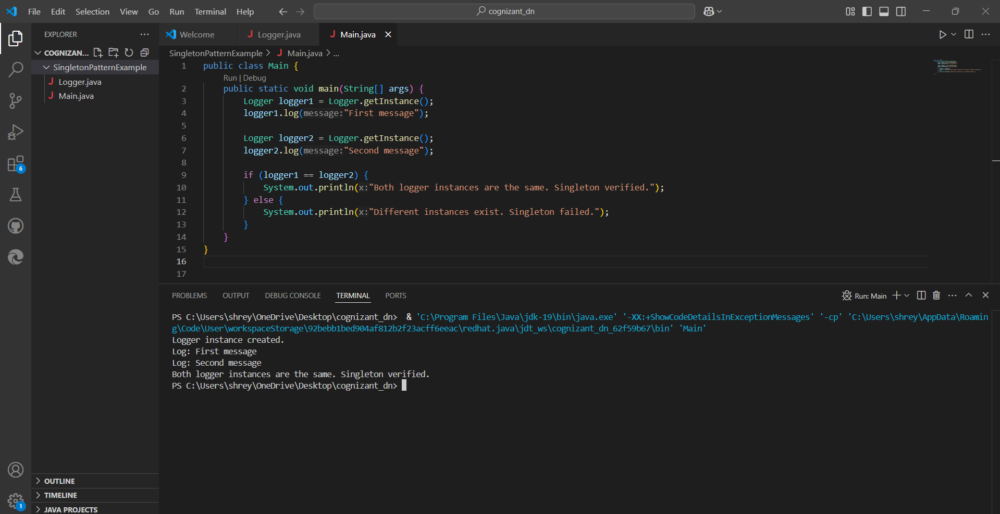 File Edit Selection View Go Run Terminal Help
cognizant_dn
EXPLORER
COGNIZAN...
SingletonPatternExample
Logger.java
Main.java
6
OUTLINE
TIMELINE
JAVA PROJECTS
1
Welcome Logger.java Main.java
SingletonPatternExample > Main.java > ...
1 public class Main {
Run | Debug
2 public static void main(String[] args) {
3 Logger logger1 = Logger.getInstance();
4 logger1.log(message:"First message");
5
6 Logger logger2 = Logger.getInstance();
7 logger2.log(message:"Second message");
8
9 if (logger1 == logger2) {
10 System.out.println(x:"Both logger instances are the same. Singleton verified.");
11 } else {
12 System.out.println(x:"Different instances exist. Singleton failed.");
13 }
14 }
15 }
16
17
PROBLEMS OUTPUT DEBUG CONSOLE TERMINAL PORTS
Run: Main
PS C:\Users\shrey\OneDrive\Desktop\cognizant_dn> & 'C:\Program Files\Java\jdk-19\bin\java.exe' '-XX:+ShowCodeDetailsInExceptionMessages' '-cp' 'C:\Users\shrey\AppData\Roamin
g\Code\User\workspaceStorage\92bebb1bed904af812b2f23acff6eeac\redhat.java\jdt_ws\cognizant_dn_62f59b67\bin' 'Main'
Logger instance created.
Log: First message
Log: Second message
Both logger instances are the same. Singleton verified.
PS C:\Users\shrey\OneDrive\Desktop\cognizant_dn>